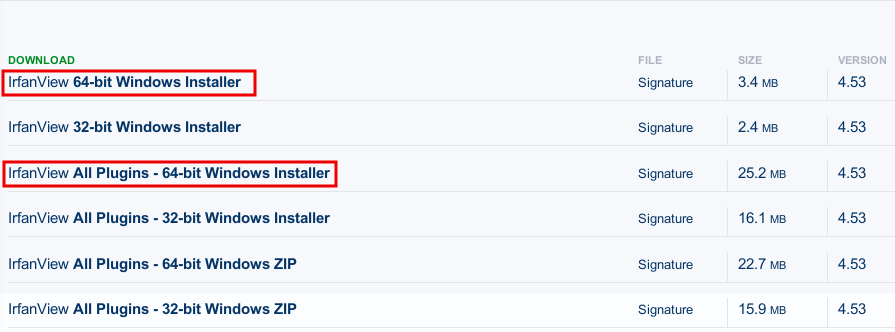 DOWNLOAD FILE SIZE VERSION
IrfanView 64-bit Windows Installer Signature 3.4 MB 4.53
IrfanView 32-bit Windows Installer Signature 2.4 MB 4.53
IrfanView All Plugins - 64-bit Windows Installer Signature 25.2 MB 4.53
IrfanView All Plugins - 32-bit Windows Installer Signature 16.1 MB 4.53
IrfanView All Plugins - 64-bit Windows ZIP Signature 22.7 MB 4.53
IrfanView All Plugins - 32-bit Windows ZIP Signature 15.9 MB 4.53